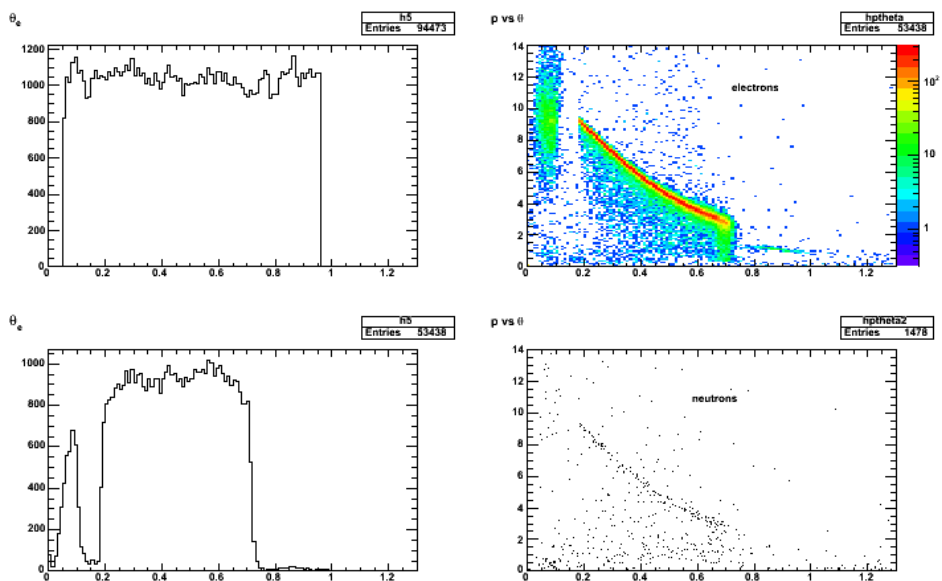 θe
h5
Entries 94473
1200
1000
800
600
400
200
0
0 0.2 0.4 0.6 0.8 1 1.2
p vs θ
hptheta
Entries 53438
14
12
10
8
6
4
2
0
electrons
10²
10
1
0 0.2 0.4 0.6 0.8 1 1.2
θe
h5
Entries 53438
1000
800
600
400
200
0
0 0.2 0.4 0.6 0.8 1 1.2
p vs θ
hptheta2
Entries 1478
14
12
10
8
6
4
2
0
neutrons
0 0.2 0.4 0.6 0.8 1 1.2